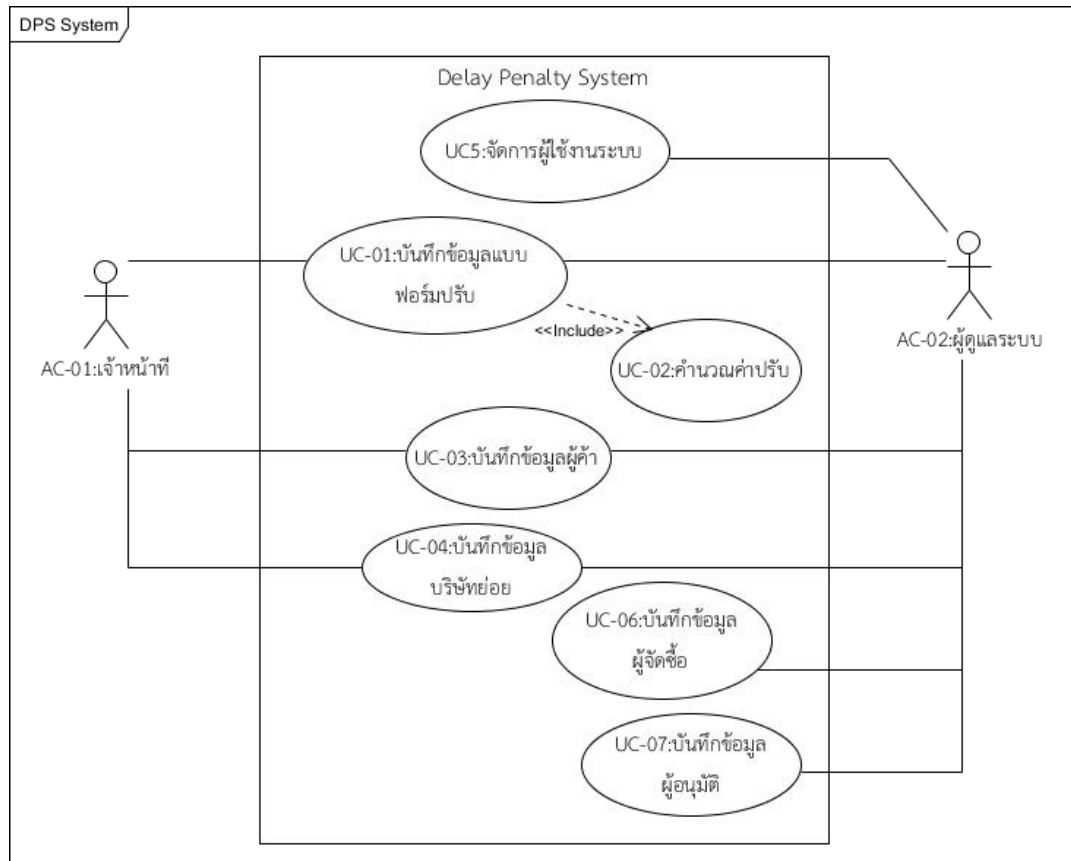 DPS System
Delay Penalty System
UC5:จัดการผู้ใช้งานระบบ
UC-01:บันทึกข้อมูลแบบ
ฟอร์มปรับ
<<Include>>
UC-02:คำนวณค่าปรับ
AC-01:เจ้าหน้าที
AC-02:ผู้ดูแลระบบ
UC-03:บันทึกข้อมูลผู้ค้า
UC-04:บันทึกข้อมูล
บริษัทย่อย
UC-06:บันทึกข้อมูล
ผู้จัดซื้อ
UC-07:บันทึกข้อมูล
ผู้อนุมัติ